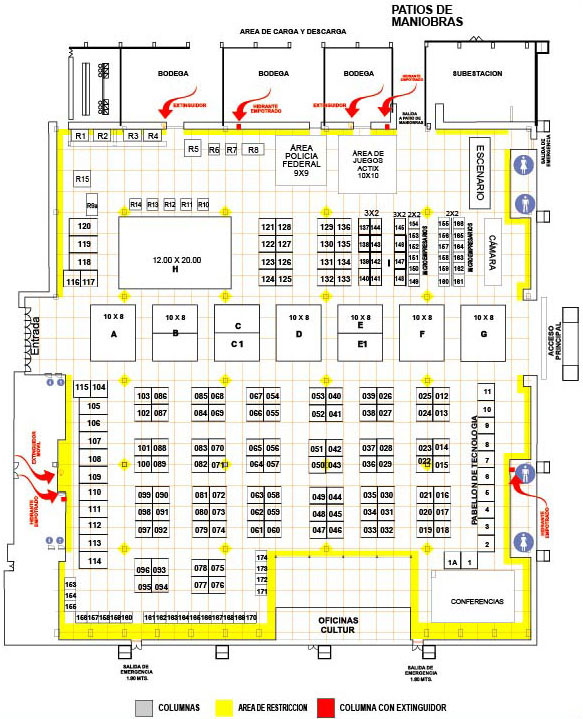 PATIOS DE
MANIOBRAS
AREA DE CARGA Y DESCARGA
BODEGA
BODEGA
BODEGA
SUBESTACION
EXTINGUIDOR
HIDRANTE
EMPOTRADO
EXTINGUIDOR
HIDRANTE
EMPOTRADO
SALIDA
A PATIO DE
MANIOBRAS
SALIDA DE
EMERGENCIA
R1 R2 R3 R4
R5 R6 R7 R8
ÁREA
POLICIA
FEDERAL
9X9
ÁREA DE
JUEGOS
ACTIX
10X10
ESCENARIO
R15
R9a
R14 R13 R12 R11 R10
3X2 3X2 2X2 2X2
120
119
118
116 117
12.00 X 20.00
H
121 128
122 127
123 126
124 125
129 136
130 135
131 134
132 133
137 144
138 143
139 142
140 141
I
145
146
147
148
154
153
152
151
150
149
MICROEMPRESARIOS
155 166
156 165
157 164
158 163
159 162
160 161
MICROEMPRESARIOS
CÁMARA
Entrada
10 X 8
A
10 X 8
B
C
C1
10 X 8
D
10 X 8
E
E1
10 X 8
F
10 X 8
G
ACCESO
PRINCIPAL
115 104
105
106
107
108
109
110
111
112
113
114
103 086
102 087
068 085
084 069
067 054
066 055
053 040
052 041
039 026
038 027
025 012
024 013
101 088
100 089
083 070
082 071
065 056
064 057
051 042
050 043
037 028
036 029
023 014
022 015
099 090
098 091
097 092
081 072
080 073
079 074
063 058
062 059
061 060
049 044
048 045
047 046
035 030
034 031
033 032
021 016
020 017
019 018
096 093
095 094
078 075
077 076
11
10
9
8
7
6
5
4
3
2
1A 1
PABELLON DE TECNOLOGIA
EXTINGUIDOR
MOVIL
HIDRANTE
EMPOTRADO
HIDRANTE
EMPOTRADO
174
173
172
171
163
164
165
161 162 163 164 165 166 167 168 169 170
OFICINAS
CULTUR
CONFERENCIAS
SALIDA DE
EMERGENCIA
1.80 MTS.
SALIDA DE
EMERGENCIA
1.80 MTS.
COLUMNAS
AREA DE RESTRICCION
COLUMNA CON EXTINGUIDOR